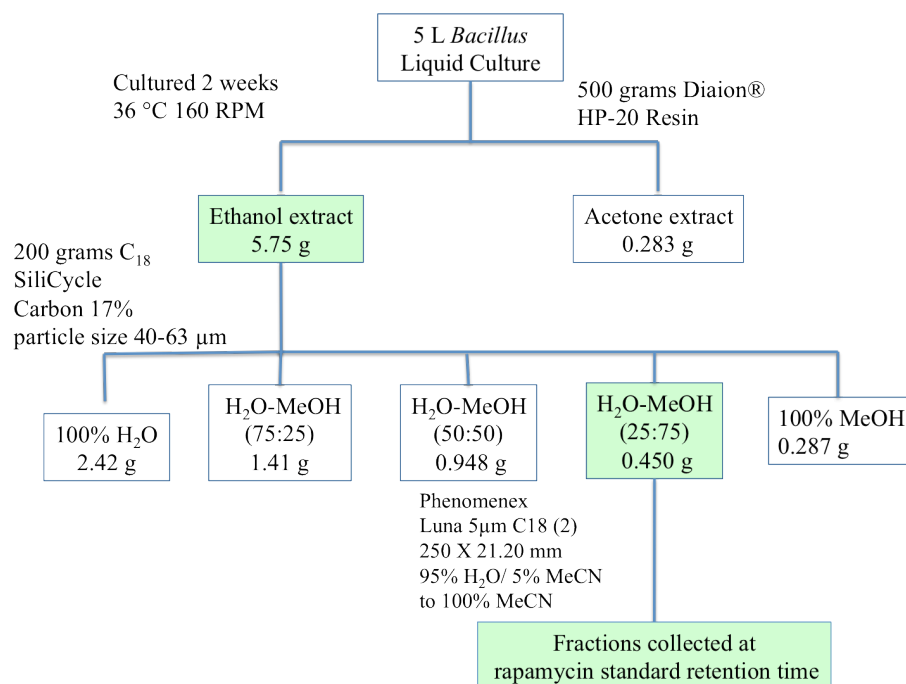 5 L Bacillus
Liquid Culture
Cultured 2 weeks
36 °C 160 RPM
500 grams Diaion®
HP-20 Resin
Ethanol extract
5.75 g
Acetone extract
0.283 g
200 grams C₁₈
SiliCycle
Carbon 17%
particle size 40-63 µm
100% H₂O
2.42 g
H₂O-MeOH
(75:25)
1.41 g
H₂O-MeOH
(50:50)
0.948 g
H₂O-MeOH
(25:75)
0.450 g
100% MeOH
0.287 g
Phenomenex
Luna 5µm C18 (2)
250 X 21.20 mm
95% H₂O/ 5% MeCN
to 100% MeCN
Fractions collected at
rapamycin standard retention time